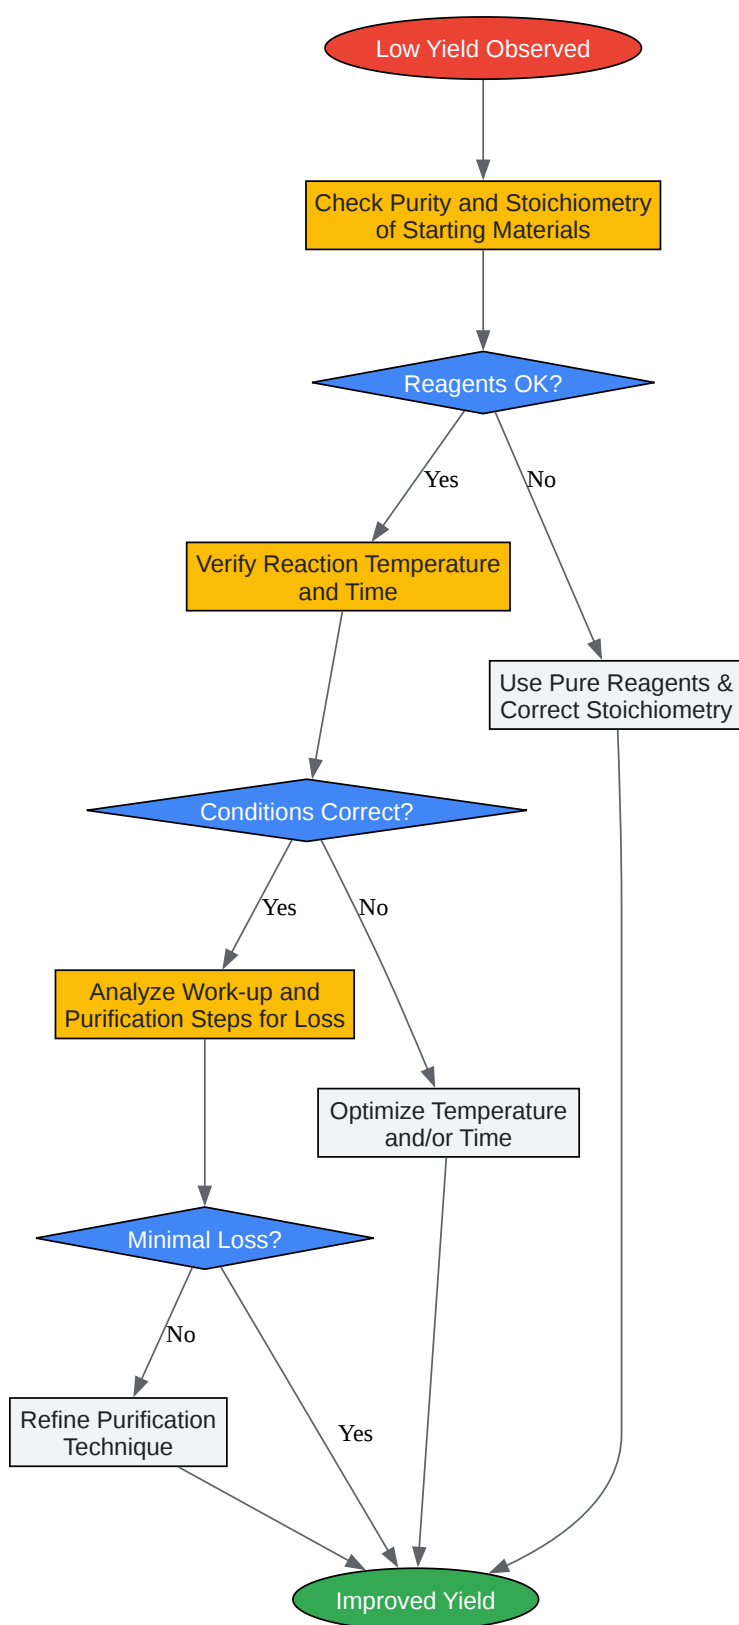 Low Yield Observed
Check Purity and Stoichiometry
of Starting Materials
Reagents OK?
Yes
No
Verify Reaction Temperature
and Time
Use Pure Reagents &
Correct Stoichiometry
Conditions Correct?
Yes
No
Analyze Work-up and
Purification Steps for Loss
Optimize Temperature
and/or Time
Minimal Loss?
No
Yes
Refine Purification
Technique
Improved Yield